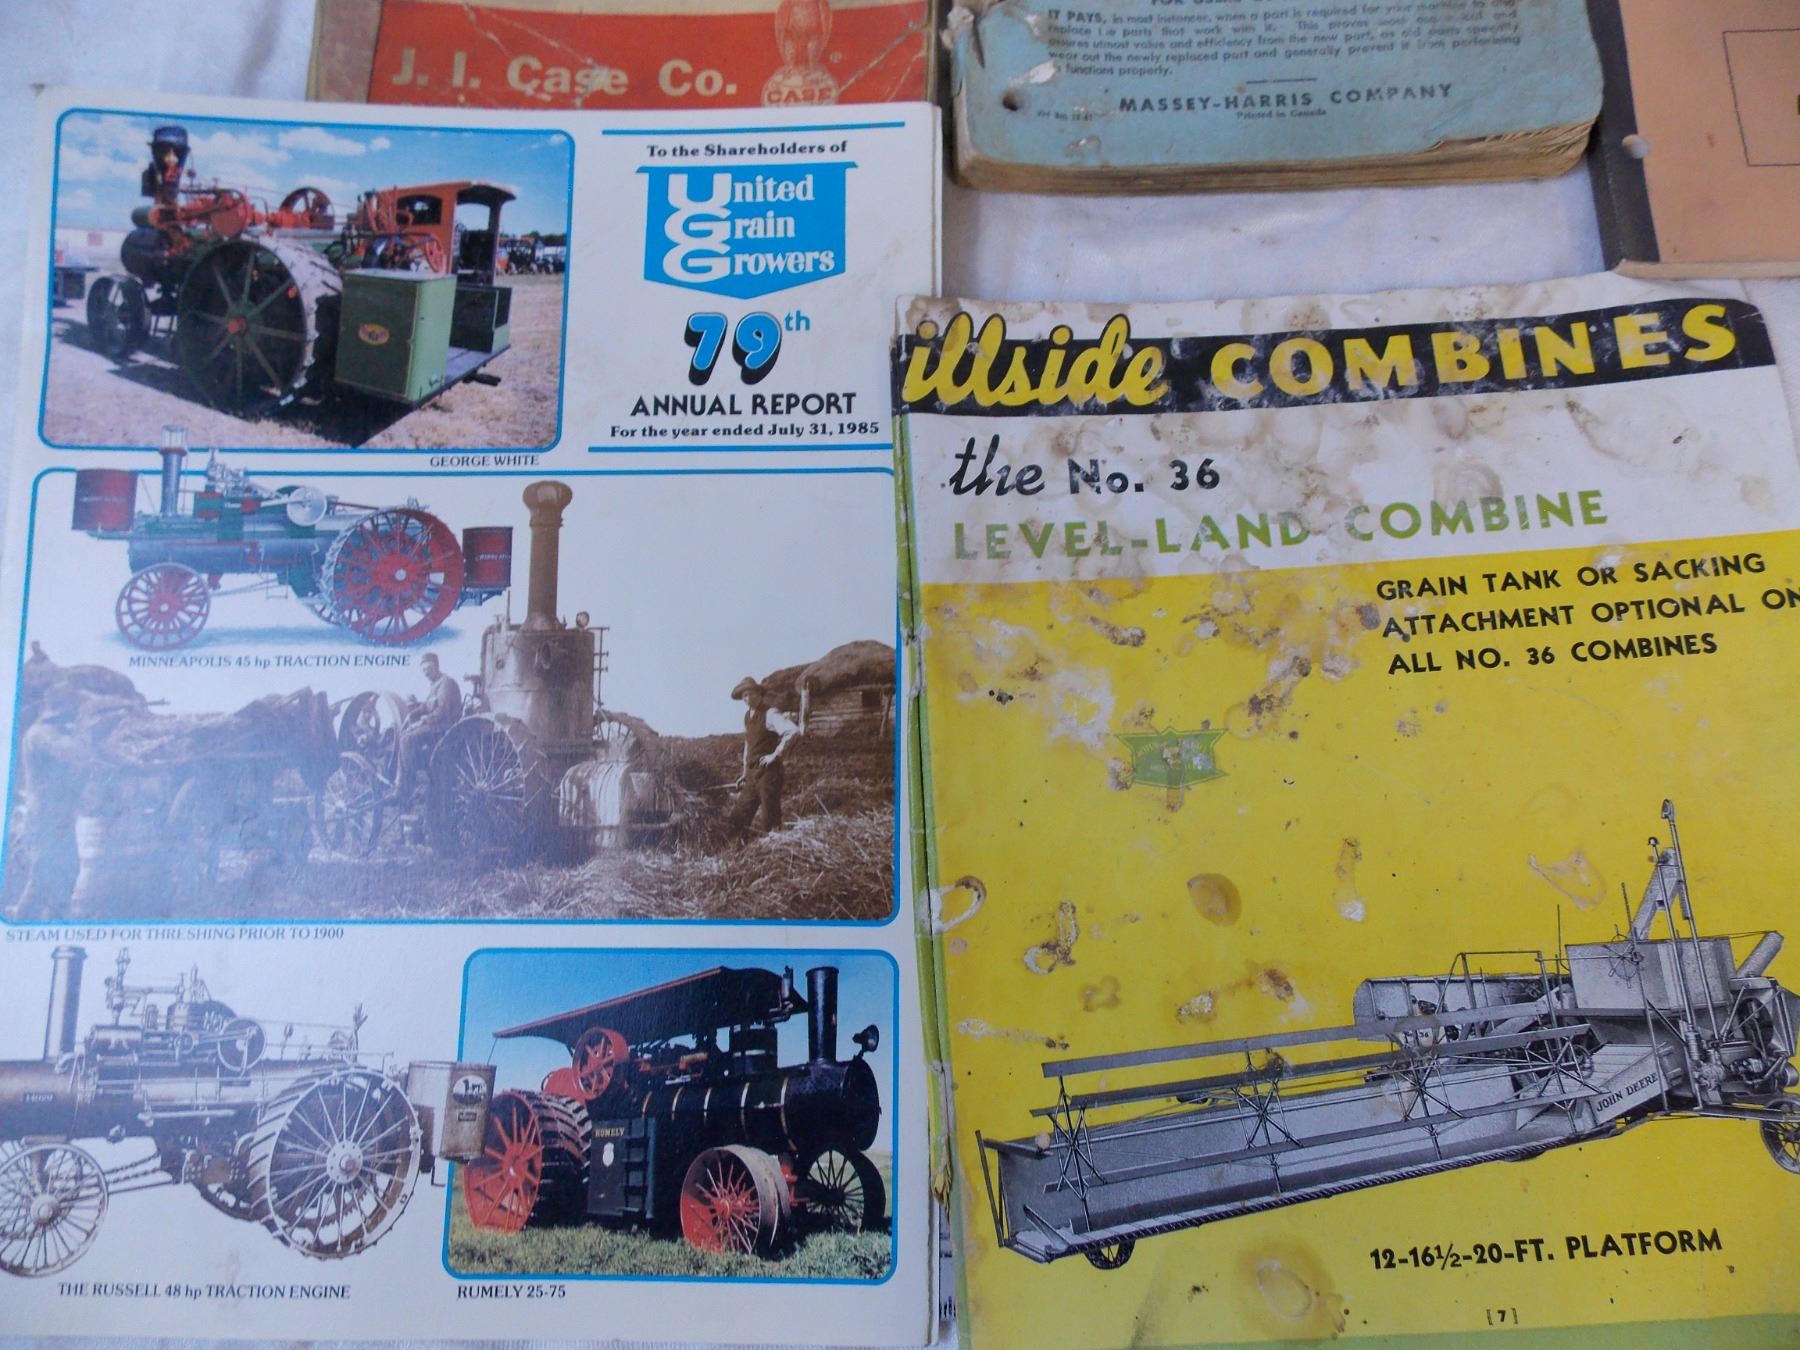 J. I. Case Co.
CASE
IT PAYS, in most instances, when a part is required for your machine to
replace the parts that work with it. This proves
assures utmost value and efficiency from the new part, as old parts
wear out the newly replaced part and generally prevent it from performing
functions properly.
MASSEY-HARRIS COMPANY
Printed in Canada
To the Shareholders of
United
Grain
Growers
79th
ANNUAL REPORT
For the year ended July 31, 1985
GEORGE WHITE
MINNEAPOLIS 45 hp TRACTION ENGINE
STEAM USED FOR THRESHING PRIOR TO 1900
THE RUSSELL 48 hp TRACTION ENGINE
RUMELY
RUMELY 25-75
illside COMBINES
the No. 36
LEVEL-LAND COMBINE
GRAIN TANK OR SACKING
ATTACHMENT OPTIONAL ON
ALL NO. 36 COMBINES
36
JOHN DEERE
12-16½-20-FT. PLATFORM
[7]